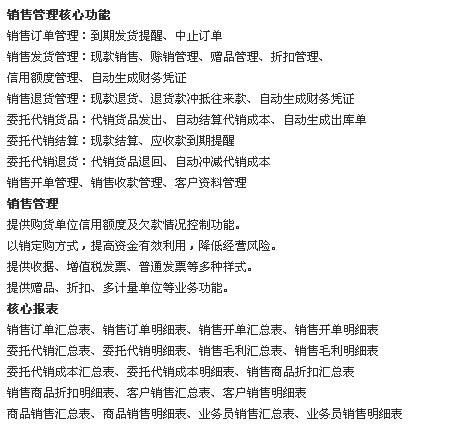 销售管理核心功能
销售订单管理：到期发货提醒、中止订单
销售发货管理：现款销售、赊销管理、赠品管理、折扣管理、
信用额度管理、自动生成财务凭证
销售退货管理：现款退货、退货款冲抵往来款、自动生成财务凭证
委托代销货品：代销货品发出、自动结算代销成本、自动生成出库单
委托代销结算：现款结算、应收款到期提醒
委托代销退货：代销货品退回、自动冲减代销成本
销售开单管理、销售收款管理、客户资料管理
销售管理
提供购货单位信用额度及欠款情况控制功能。
以销定购方式，提高资金有效利用，降低经营风险。
提供收据、增值税发票、普通发票等多种样式。
提供赠品、折扣、多计量单位等业务功能。
核心报表
销售订单汇总表、销售订单明细表、销售开单汇总表、销售开单明细表
委托代销汇总表、委托代销明细表、销售毛利汇总表、销售毛利明细表
委托代销成本汇总表、委托代销成本明细表、销售商品折扣汇总表
销售商品折扣明细表、客户销售汇总表、客户销售明细表
商品销售汇总表、商品销售明细表、业务员销售汇总表、业务员销售明细表